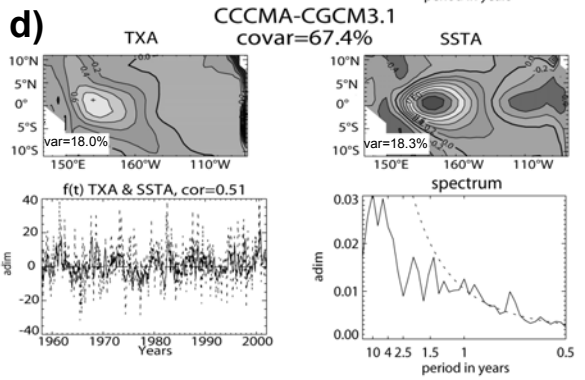 period in years
d)
CCCMA-CGCM3.1
TXA covar=67.4% SSTA
10°N
5°N
0°
5°S
10°S
var=18.0%
150°E 160°W 110°W
10°N
5°N
0°
5°S
10°S
var=18.3%
150°E 160°W 110°W
f(t) TXA & SSTA, cor=0.51
40
20
0
-20
-40
adim
1960 1970 1980 1990 2000
Years
spectrum
0.03
0.02
0.01
0.00
adim
10 4 2.5 1.5 1 0.5
period in years